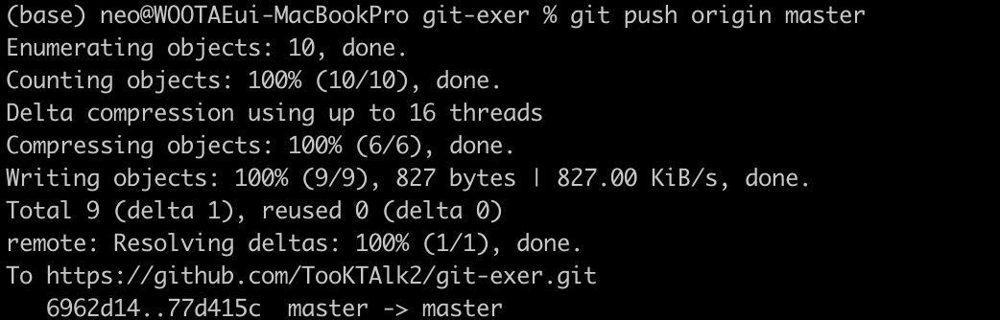 (base) neo@WOOTAEui-MacBookPro git-exer % git push origin master
Enumerating objects: 10, done.
Counting objects: 100% (10/10), done.
Delta compression using up to 16 threads
Compressing objects: 100% (6/6), done.
Writing objects: 100% (9/9), 827 bytes | 827.00 KiB/s, done.
Total 9 (delta 1), reused 0 (delta 0)
remote: Resolving deltas: 100% (1/1), done.
To https://github.com/TooKTAlk2/git-exer.git
   6962d14..77d415c  master -> master